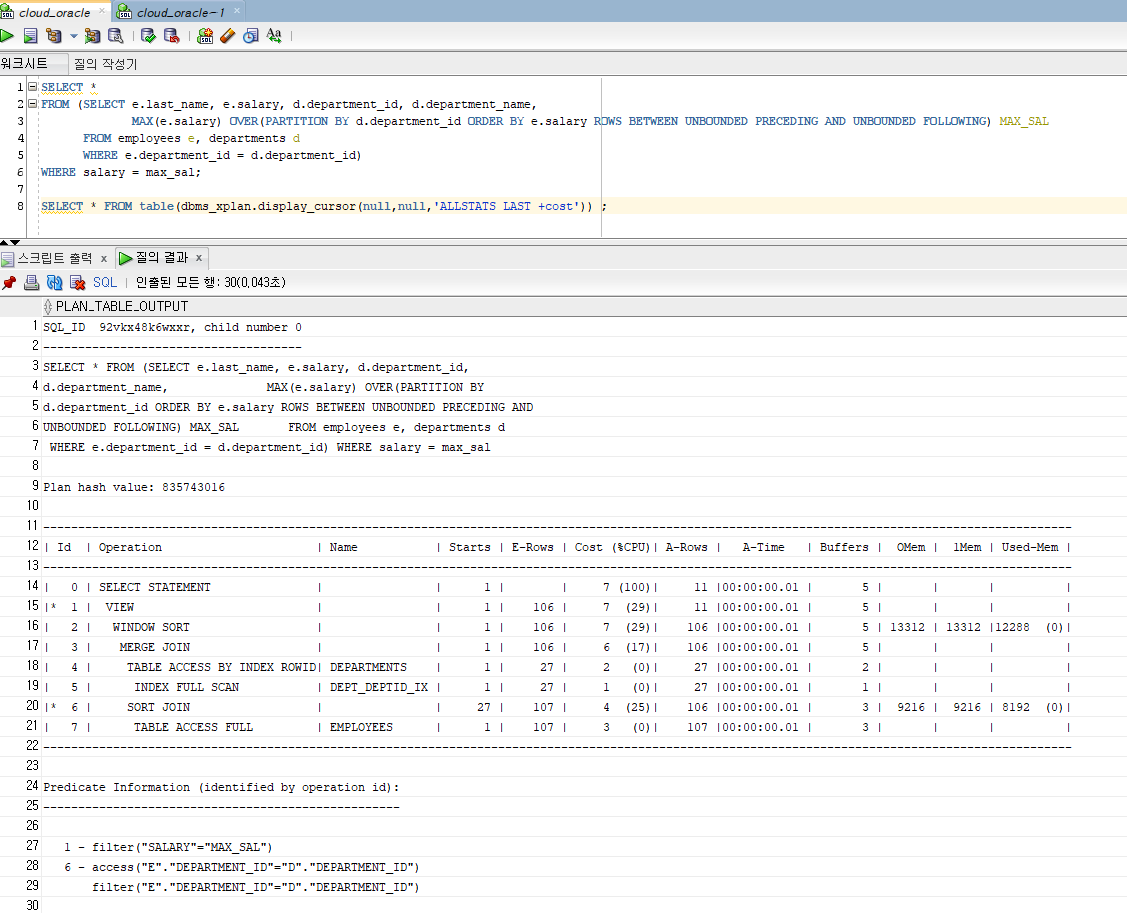 cloud_oracle × cloud_oracle~1 ×
워크시트 질의 작성기
1 SELECT *
2 FROM (SELECT e.last_name, e.salary, d.department_id, d.department_name,
3 MAX(e.salary) OVER(PARTITION BY d.department_id ORDER BY e.salary ROWS BETWEEN UNBOUNDED PRECEDING AND UNBOUNDED FOLLOWING) MAX_SAL
4 FROM employees e, departments d
5 WHERE e.department_id = d.department_id)
6 WHERE salary = max_sal;
7
8 SELECT * FROM table(dbms_xplan.display_cursor(null,null,'ALLSTATS LAST +cost')) ;
스크립트 출력 x 질의 결과 x
SQL | 인출된 모든 행: 30(0,043초)
PLAN_TABLE_OUTPUT
1 SQL_ID  92vkx48k6wxxr, child number 0
2 -------------------------------------
3 SELECT * FROM (SELECT e.last_name, e.salary, d.department_id,
4 d.department_name,              MAX(e.salary) OVER(PARTITION BY
5 d.department_id ORDER BY e.salary ROWS BETWEEN UNBOUNDED PRECEDING AND
6 UNBOUNDED FOLLOWING) MAX_SAL       FROM employees e, departments d
7  WHERE e.department_id = d.department_id) WHERE salary = max_sal
8
9 Plan hash value: 835743016
10
11 ---------------------------------------------------------------------------------------------------------------------------------------------------
12 | Id  | Operation                      | Name           | Starts | E-Rows | Cost (%CPU)| A-Rows |   A-Time   | Buffers |  OMem |  1Mem | Used-Mem |
13 ---------------------------------------------------------------------------------------------------------------------------------------------------
14 |   0 | SELECT STATEMENT               |                |      1 |        |     7 (100)|     11 |00:00:00.01 |       5 |       |       |          |
15 |*  1 |  VIEW                          |                |      1 |    106 |     7  (29)|     11 |00:00:00.01 |       5 |       |       |          |
16 |   2 |   WINDOW SORT                  |                |      1 |    106 |     7  (29)|    106 |00:00:00.01 |       5 | 13312 | 13312 |12288  (0)|
17 |   3 |    MERGE JOIN                  |                |      1 |    106 |     6  (17)|    106 |00:00:00.01 |       5 |       |       |          |
18 |   4 |     TABLE ACCESS BY INDEX ROWID| DEPARTMENTS    |      1 |     27 |     2   (0)|     27 |00:00:00.01 |       2 |       |       |          |
19 |   5 |      INDEX FULL SCAN           | DEPT_DEPTID_IX |      1 |     27 |     1   (0)|     27 |00:00:00.01 |       1 |       |       |          |
20 |*  6 |     SORT JOIN                  |                |     27 |    107 |     4  (25)|    106 |00:00:00.01 |       3 |  9216 |  9216 | 8192  (0)|
21 |   7 |      TABLE ACCESS FULL         | EMPLOYEES      |      1 |    107 |     3   (0)|    107 |00:00:00.01 |       3 |       |       |          |
22 ---------------------------------------------------------------------------------------------------------------------------------------------------
23
24 Predicate Information (identified by operation id):
25 ---------------------------------------------------
26
27    1 - filter("SALARY"="MAX_SAL")
28    6 - access("E"."DEPARTMENT_ID"="D"."DEPARTMENT_ID")
29        filter("E"."DEPARTMENT_ID"="D"."DEPARTMENT_ID")
30